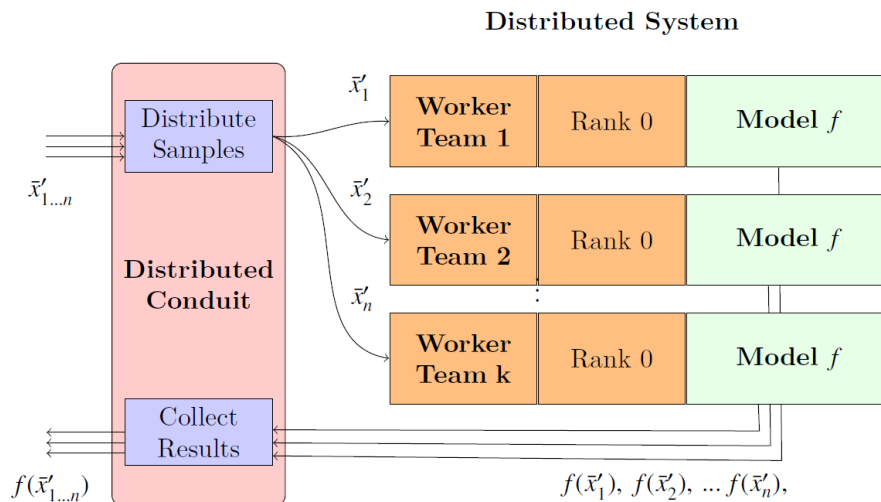 Distributed System
Distribute
Samples
x̄′₁...ₙ
Distributed
Conduit
Collect
Results
f(x̄′₁...ₙ)
x̄′₁
Worker
Team 1
Rank 0
Model f
x̄′₂
Worker
Team 2
Rank 0
Model f
⋮
x̄′ₙ
Worker
Team k
Rank 0
Model f
f(x̄′₁), f(x̄′₂), ... f(x̄′ₙ),